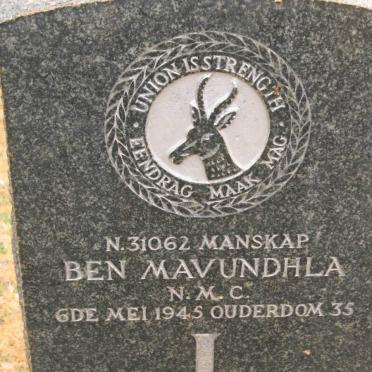 UNION IS STRENGTH
EENDRAG MAAK MAG
N.31062 MANSKAP
BEN MAVUNDHLA
N. M. C.
6DE MEI 1945 OUDERDOM 35